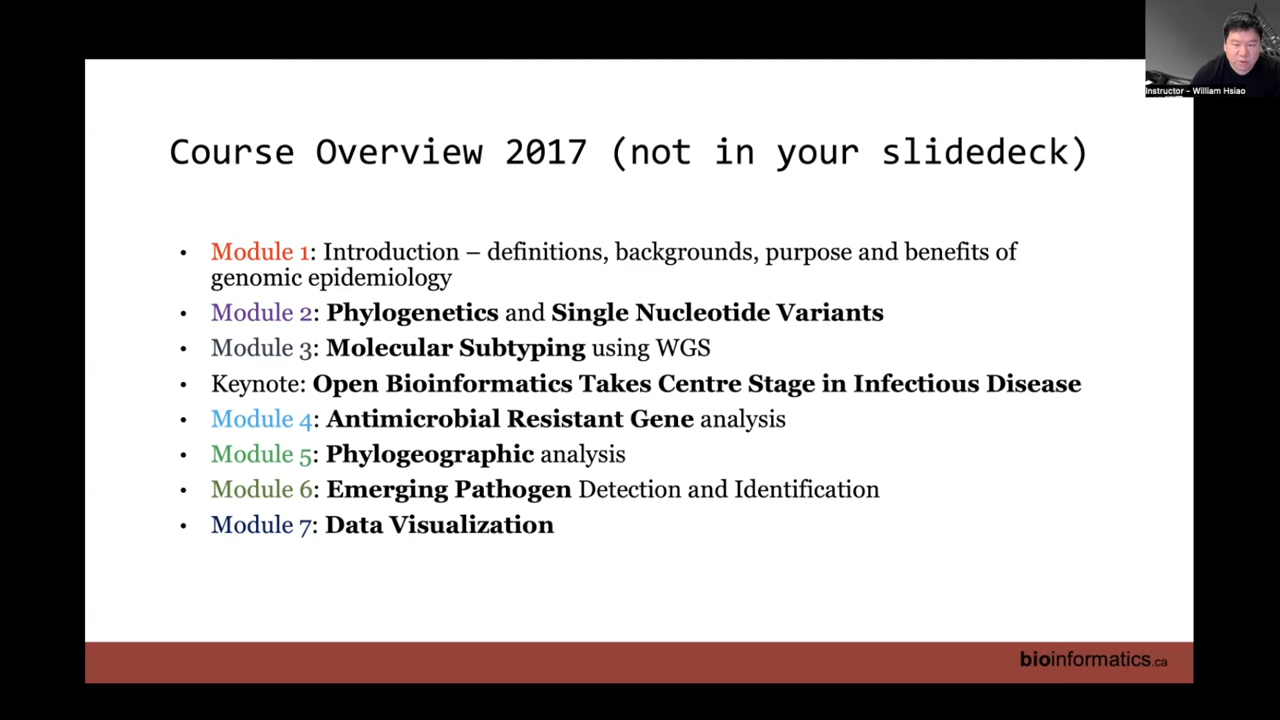 Instructor - William Hsiao
Course Overview 2017 (not in your slidedeck)
• Module 1: Introduction – definitions, backgrounds, purpose and benefits of
genomic epidemiology
• Module 2: Phylogenetics and Single Nucleotide Variants
• Module 3: Molecular Subtyping using WGS
• Keynote: Open Bioinformatics Takes Centre Stage in Infectious Disease
• Module 4: Antimicrobial Resistant Gene analysis
• Module 5: Phylogeographic analysis
• Module 6: Emerging Pathogen Detection and Identification
• Module 7: Data Visualization
bioinformatics.ca